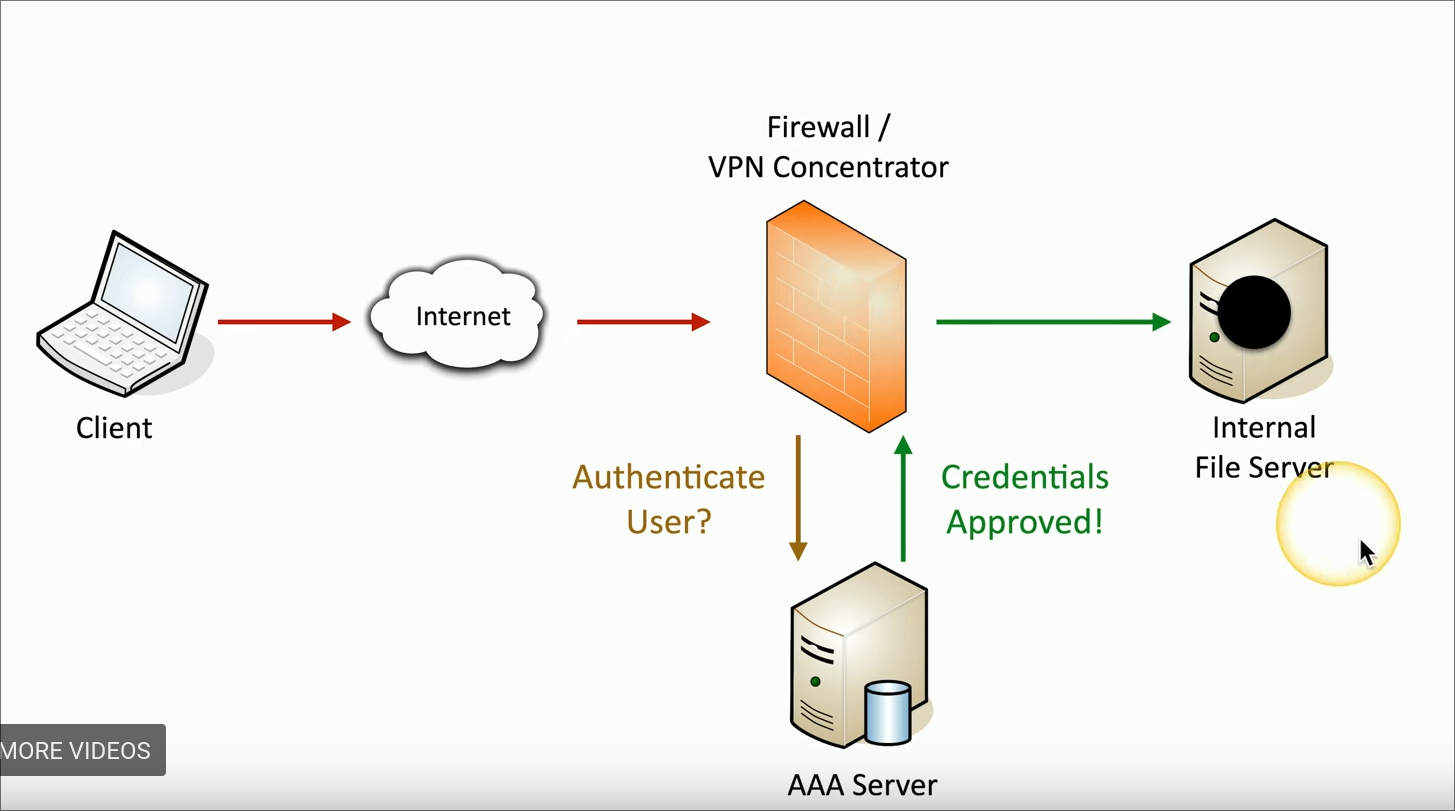 Firewall /
VPN Concentrator
Internet
Client
Internal
File Server
Authenticate
User?
Credentials
Approved!
MORE VIDEOS
AAA Server